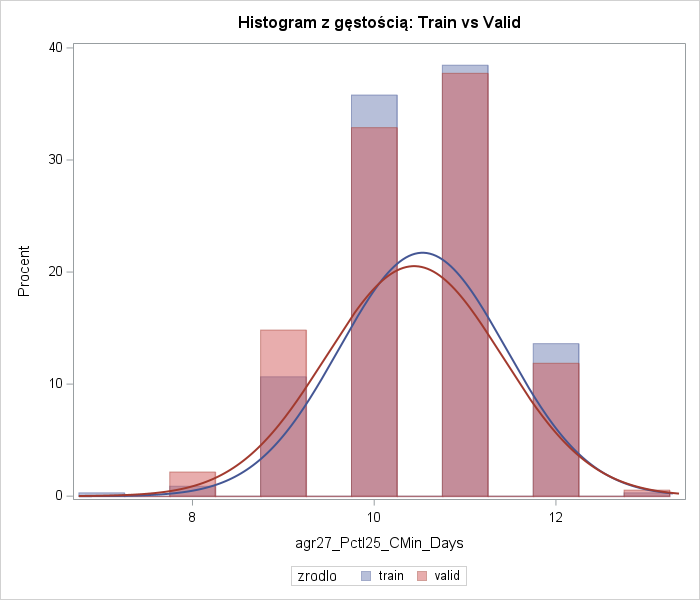 Histogram z gęstością: Train vs Valid
40
30
20
10
0
Procent
8 10 12
agr27_Pctl25_CMin_Days
zrodlo train valid